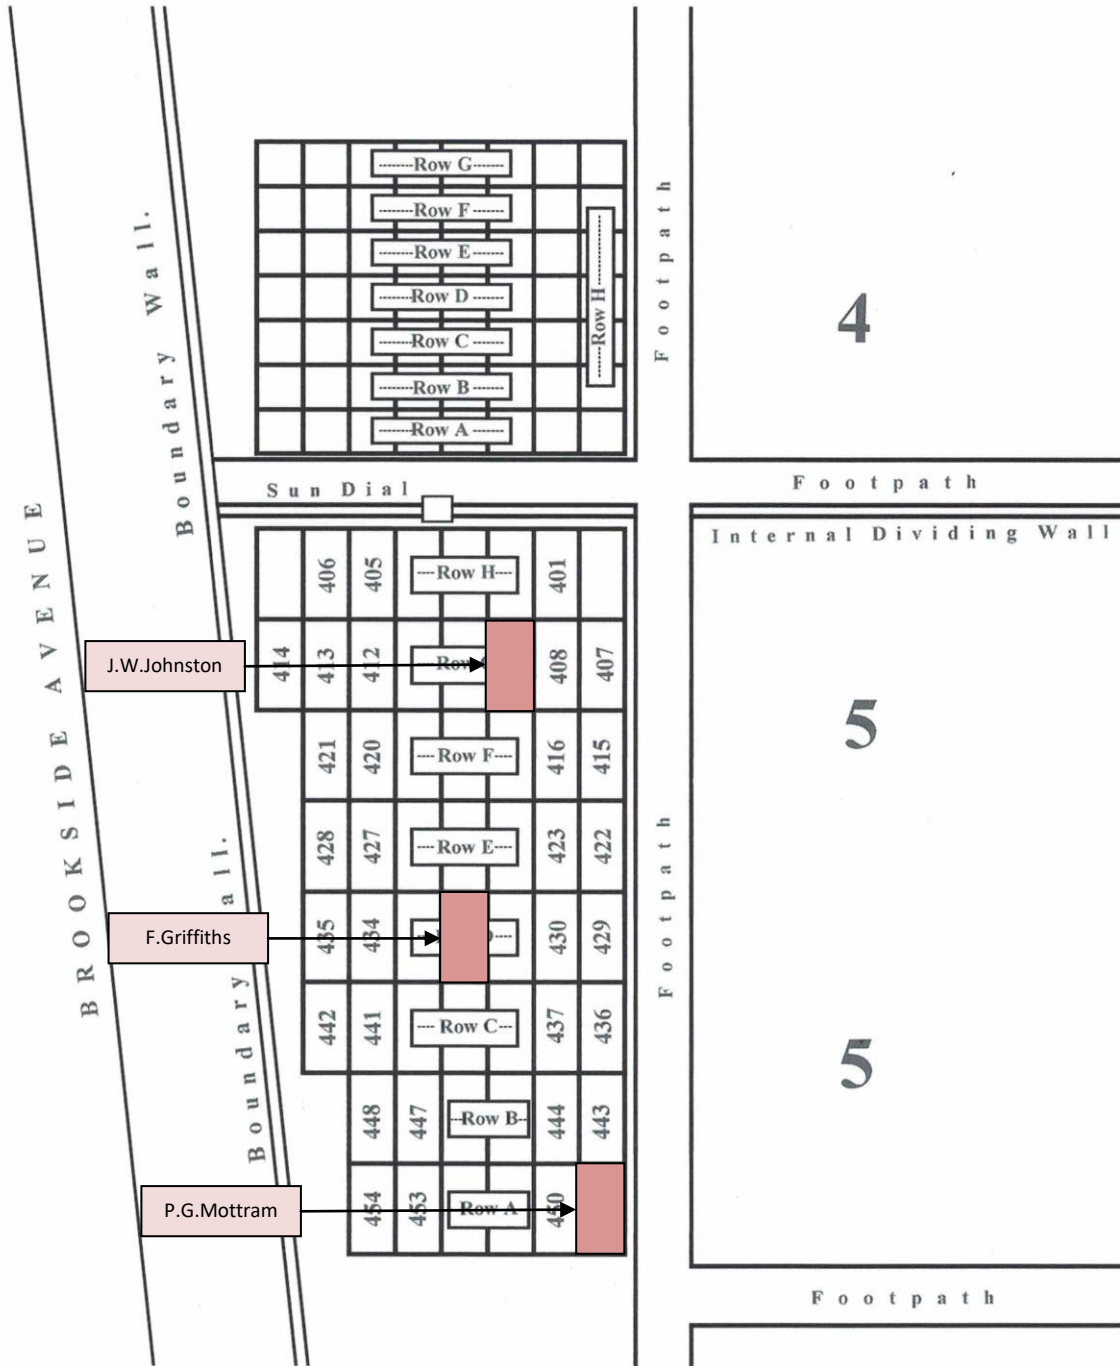 --------Row G-------
--------Row F -------
--------Row E -------
--------Row D -------
--------Row C -------
--------Row B -------
--------Row A -------
-----Row H----------------
Footpath
4
BROOKSIDE AVENUE
Boundary Wall.
Sun Dial
Footpath
Internal Dividing Wall
406
405
---- Row H----
401
J.W.Johnston
414
413
412
408
407
5
421
420
---- Row F ----
416
415
428
427
---- Row E----
423
422
Footpath
F.Griffiths
435
434
430
429
Boundary
442
441
---- Row C---
437
436
5
448
447
---Row B--
444
443
P.G.Mottram
454
453
Row A
450
Footpath